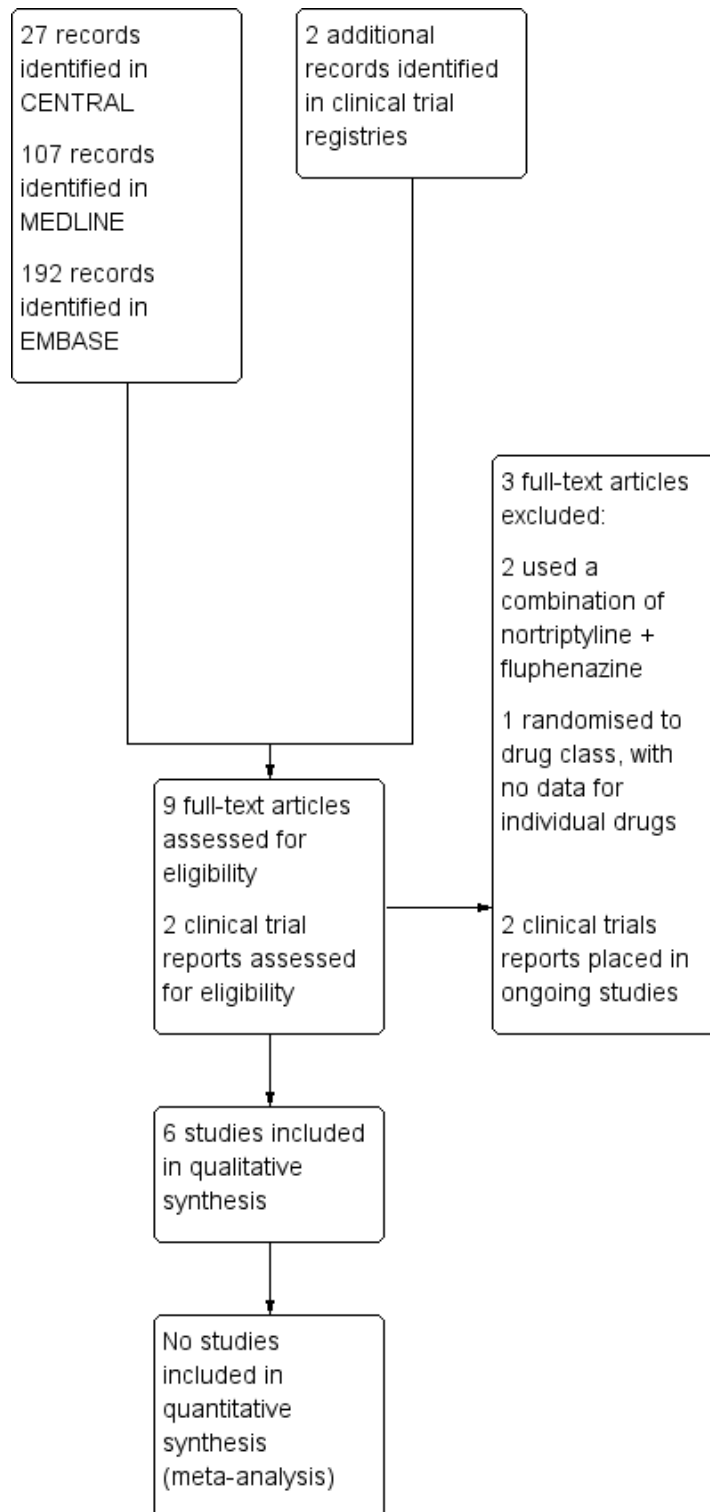 27 records
identified in
CENTRAL
107 records
identified in
MEDLINE
192 records
identified in
EMBASE
2 additional
records identified
in clinical trial
registries
3 full-text articles
excluded:
2 used a
combination of
nortriptyline +
fluphenazine
1 randomised to
drug class, with
no data for
individual drugs
2 clinical trials
reports placed in
ongoing studies
9 full-text articles
assessed for
eligibility
2 clinical trial
reports assessed
for eligibility
6 studies included
in qualitative
synthesis
No studies
included in
quantitative
synthesis
(meta-analysis)